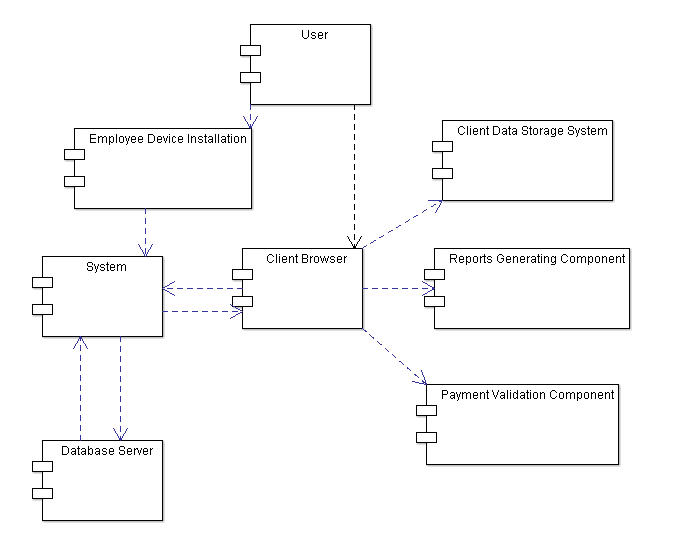 User
Employee Device Installation
Client Data Storage System
System
Client Browser
Reports Generating Component
Payment Validation Component
Database Server